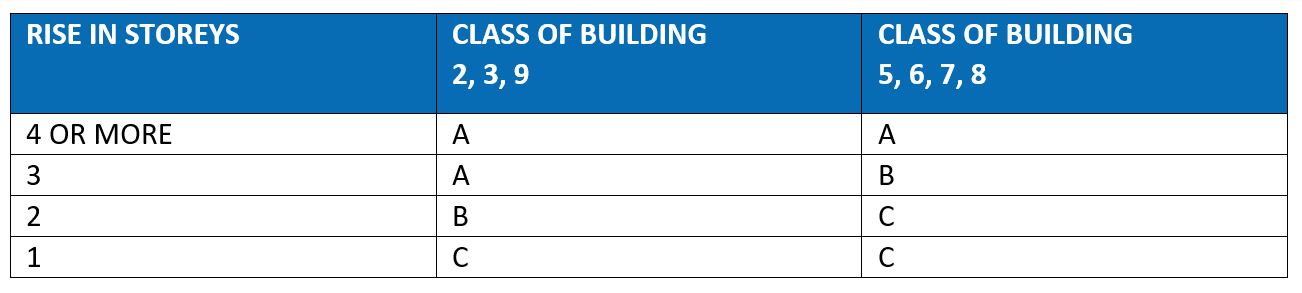 RISE IN STOREYS CLASS OF BUILDING CLASS OF BUILDING
2, 3, 9 5, 6, 7, 8
4 OR MORE A A
3 A B
2 B C
1 C C